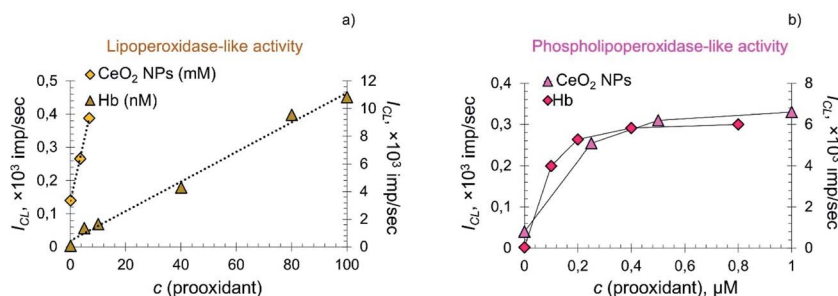 a)
Lipoperoxidase-like activity
CeO₂ NPs (mM)
Hb (nM)
I_CL, ×10³ imp/sec
0,5
0,4
0,3
0,2
0,1
0
12
10
8
6
4
2
0
I_CL, ×10³ imp/sec
0 20 40 60 80 100
c (prooxidant)
b)
Phospholipoperoxidase-like activity
CeO₂ NPs
Hb
I_CL, ×10³ imp/sec
0,4
0,3
0,2
0,1
0
8
6
4
2
0
I_CL, ×10³ imp/sec
0 0,2 0,4 0,6 0,8 1
c (prooxidant), µM